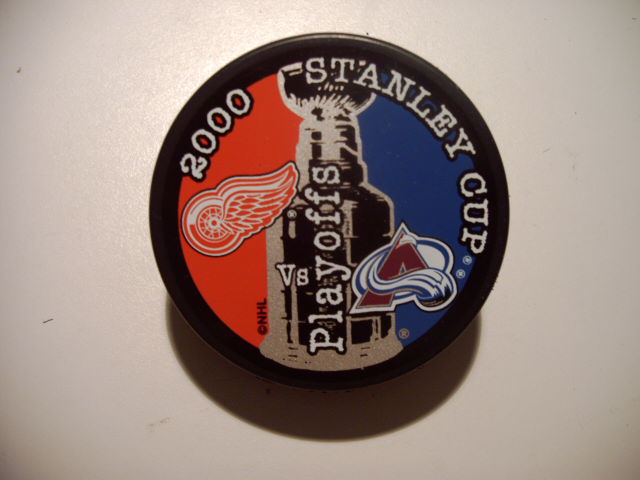 2000 STANLEY CUP
Playoffs
Vs
A
©NHL
®